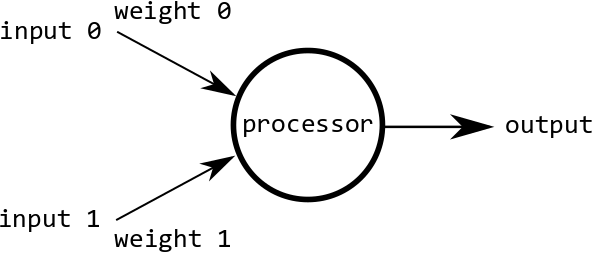 weight 0
input 0
processor
output
input 1
weight 1